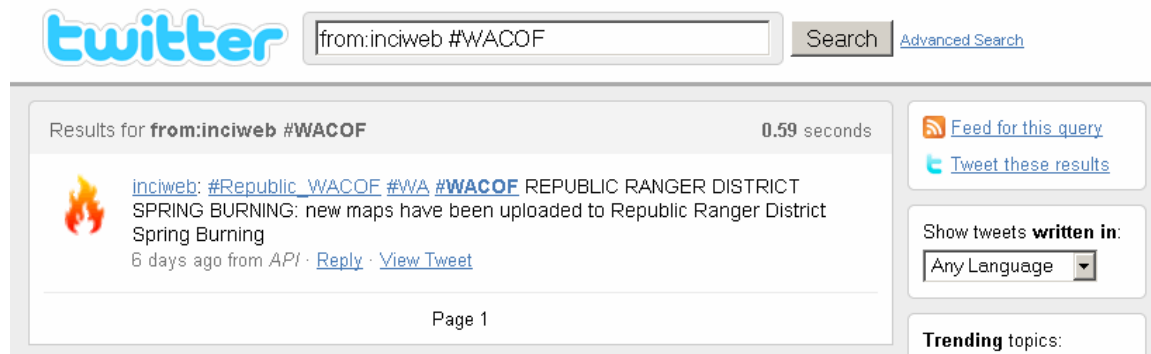 twitter
from:inciweb #WACOF
Search
Advanced Search
Results for from:inciweb #WACOF
0.59 seconds
inciweb: #Republic_WACOF #WA #WACOF REPUBLIC RANGER DISTRICT
SPRING BURNING: new maps have been uploaded to Republic Ranger District
Spring Burning
6 days ago from API · Reply · View Tweet
Page 1
Feed for this query
Tweet these results
Show tweets written in:
Any Language
Trending topics: